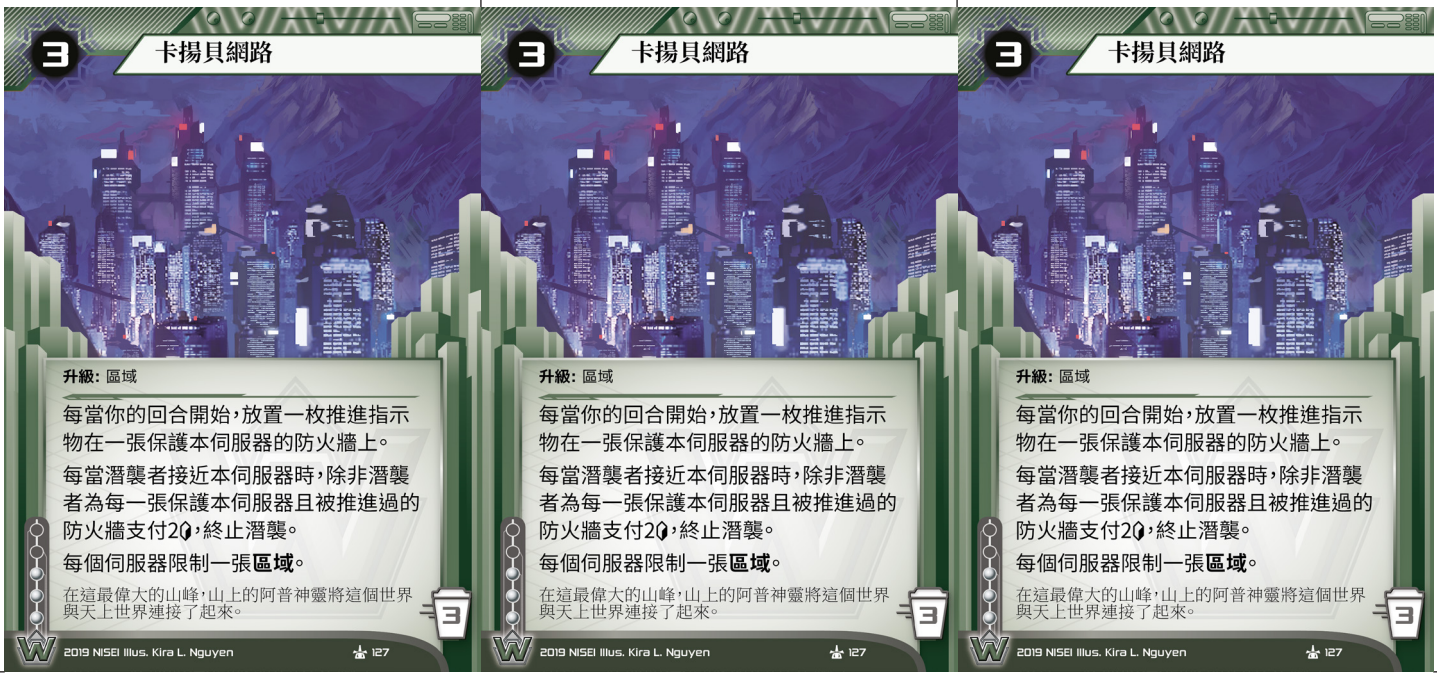 3
卡揚貝網路
升級: 區域
每當你的回合開始，放置一枚推進指示
物在一張保護本伺服器的防火牆上。
每當潛襲者接近本伺服器時，除非潛襲
者為每一張保護本伺服器且被推進過的
防火牆支付2，終止潛襲。
每個伺服器限制一張區域。
在這最偉大的山峰，山上的阿普神靈將這個世界
與天上世界連接了起來。
3
W
2019 NISEI Illus. Kira L. Nguyen
127
3
卡揚貝網路
升級: 區域
每當你的回合開始，放置一枚推進指示
物在一張保護本伺服器的防火牆上。
每當潛襲者接近本伺服器時，除非潛襲
者為每一張保護本伺服器且被推進過的
防火牆支付2，終止潛襲。
每個伺服器限制一張區域。
在這最偉大的山峰，山上的阿普神靈將這個世界
與天上世界連接了起來。
3
W
2019 NISEI Illus. Kira L. Nguyen
127
3
卡揚貝網路
升級: 區域
每當你的回合開始，放置一枚推進指示
物在一張保護本伺服器的防火牆上。
每當潛襲者接近本伺服器時，除非潛襲
者為每一張保護本伺服器且被推進過的
防火牆支付2，終止潛襲。
每個伺服器限制一張區域。
在這最偉大的山峰，山上的阿普神靈將這個世界
與天上世界連接了起來。
3
W
2019 NISEI Illus. Kira L. Nguyen
127